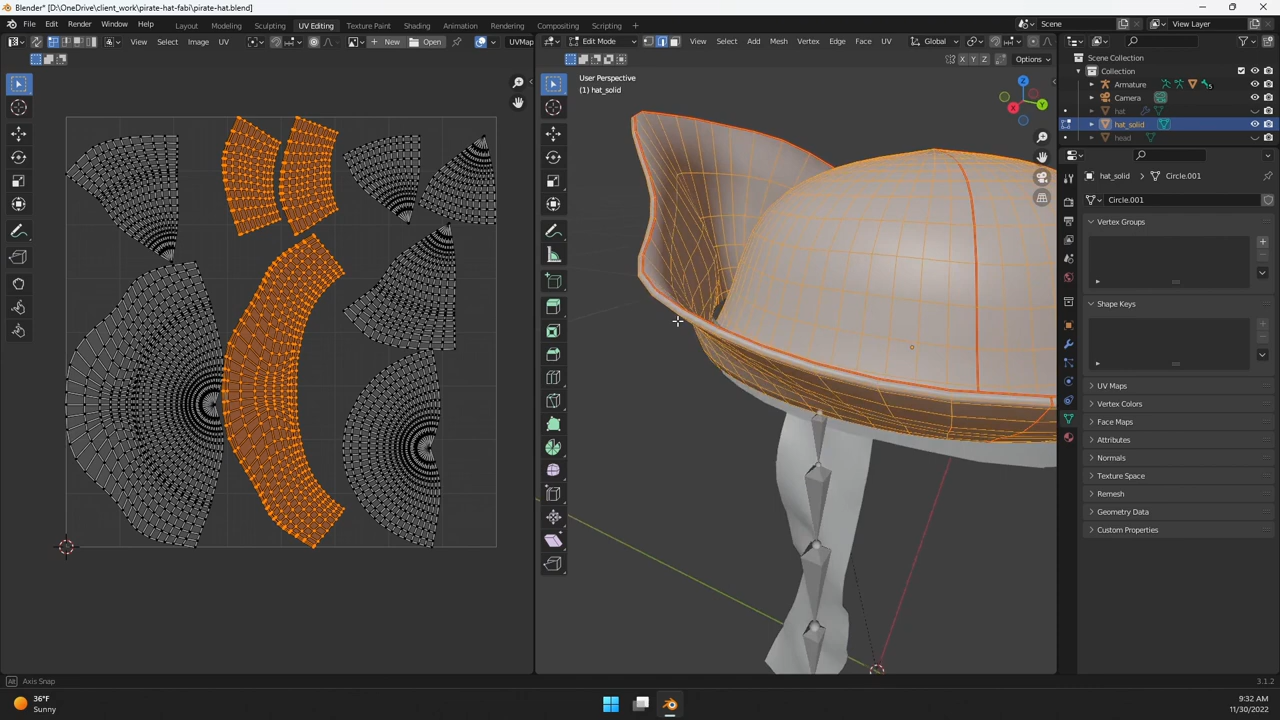 Blender* [D:\OneDrive\client_work\pirate-hat-fabi\pirate-hat.blend]
File Edit Render Window Help Layout Modeling Sculpting UV Editing Texture Paint Shading Animation Rendering Compositing Scripting + Scene View Layer
View Select Image UV New Open UVMap Edit Mode View Select Add Mesh Vertex Edge Face UV Global
X Y Z Options
Scene Collection
Collection
Armature 15
Camera
hat
hat_solid
head
User Perspective
(1) hat_solid
Z
Y
X
hat_solid Circle.001
Circle.001
Vertex Groups
Shape Keys
UV Maps
Vertex Colors
Face Maps
Attributes
Normals
Texture Space
Remesh
Geometry Data
Custom Properties
Alt Axis Snap 3.1.2
36°F
Sunny
9:32 AM
11/30/2022